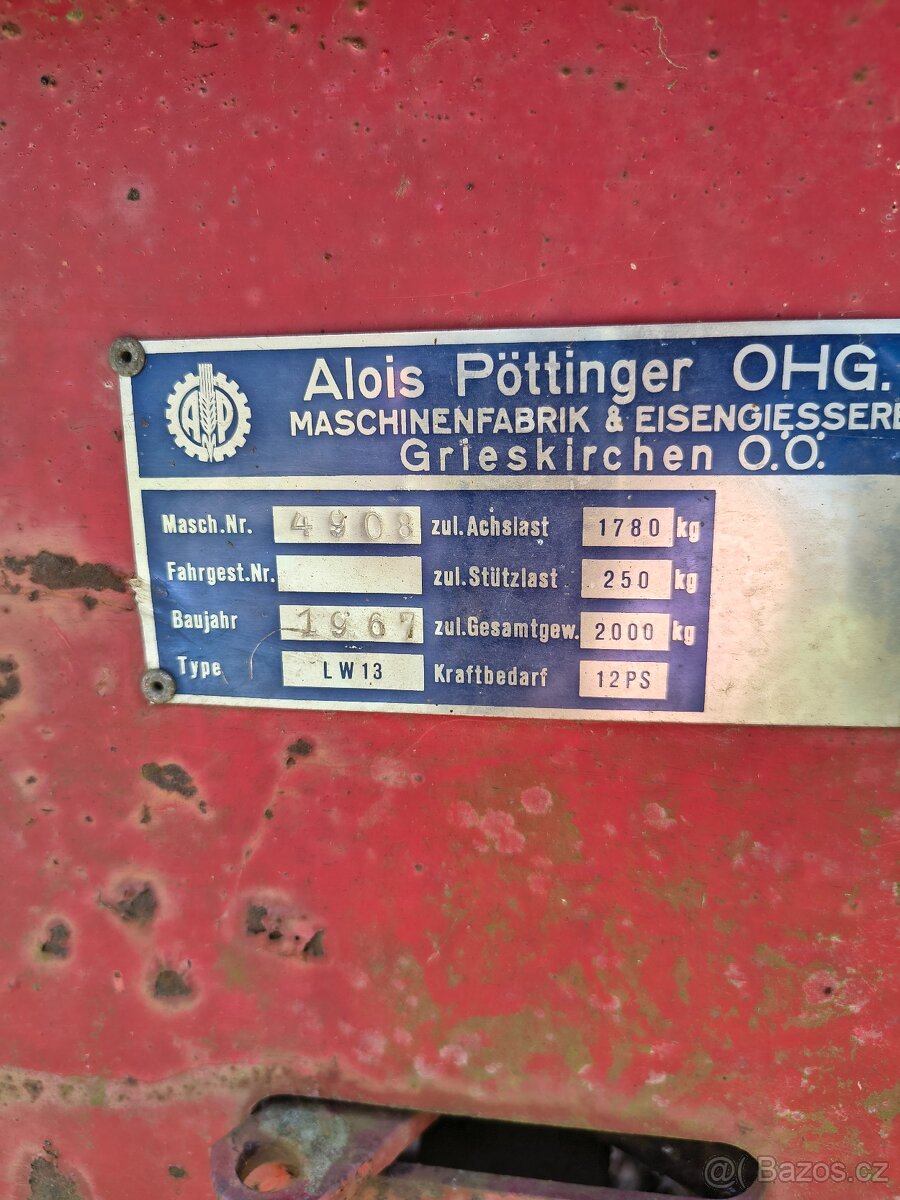 Alois Pöttinger OHG.
MASCHINENFABRIK & EISENGIESSERE
Grieskirchen O.Ö.
AP
Masch.Nr. 4908 zul.Achslast 1780 kg
Fahrgest.Nr. zul.Stützlast 250 kg
Baujahr 1967 zul.Gesamtgew. 2000 kg
Type LW13 Kraftbedarf 12PS
@ Bazos.cz